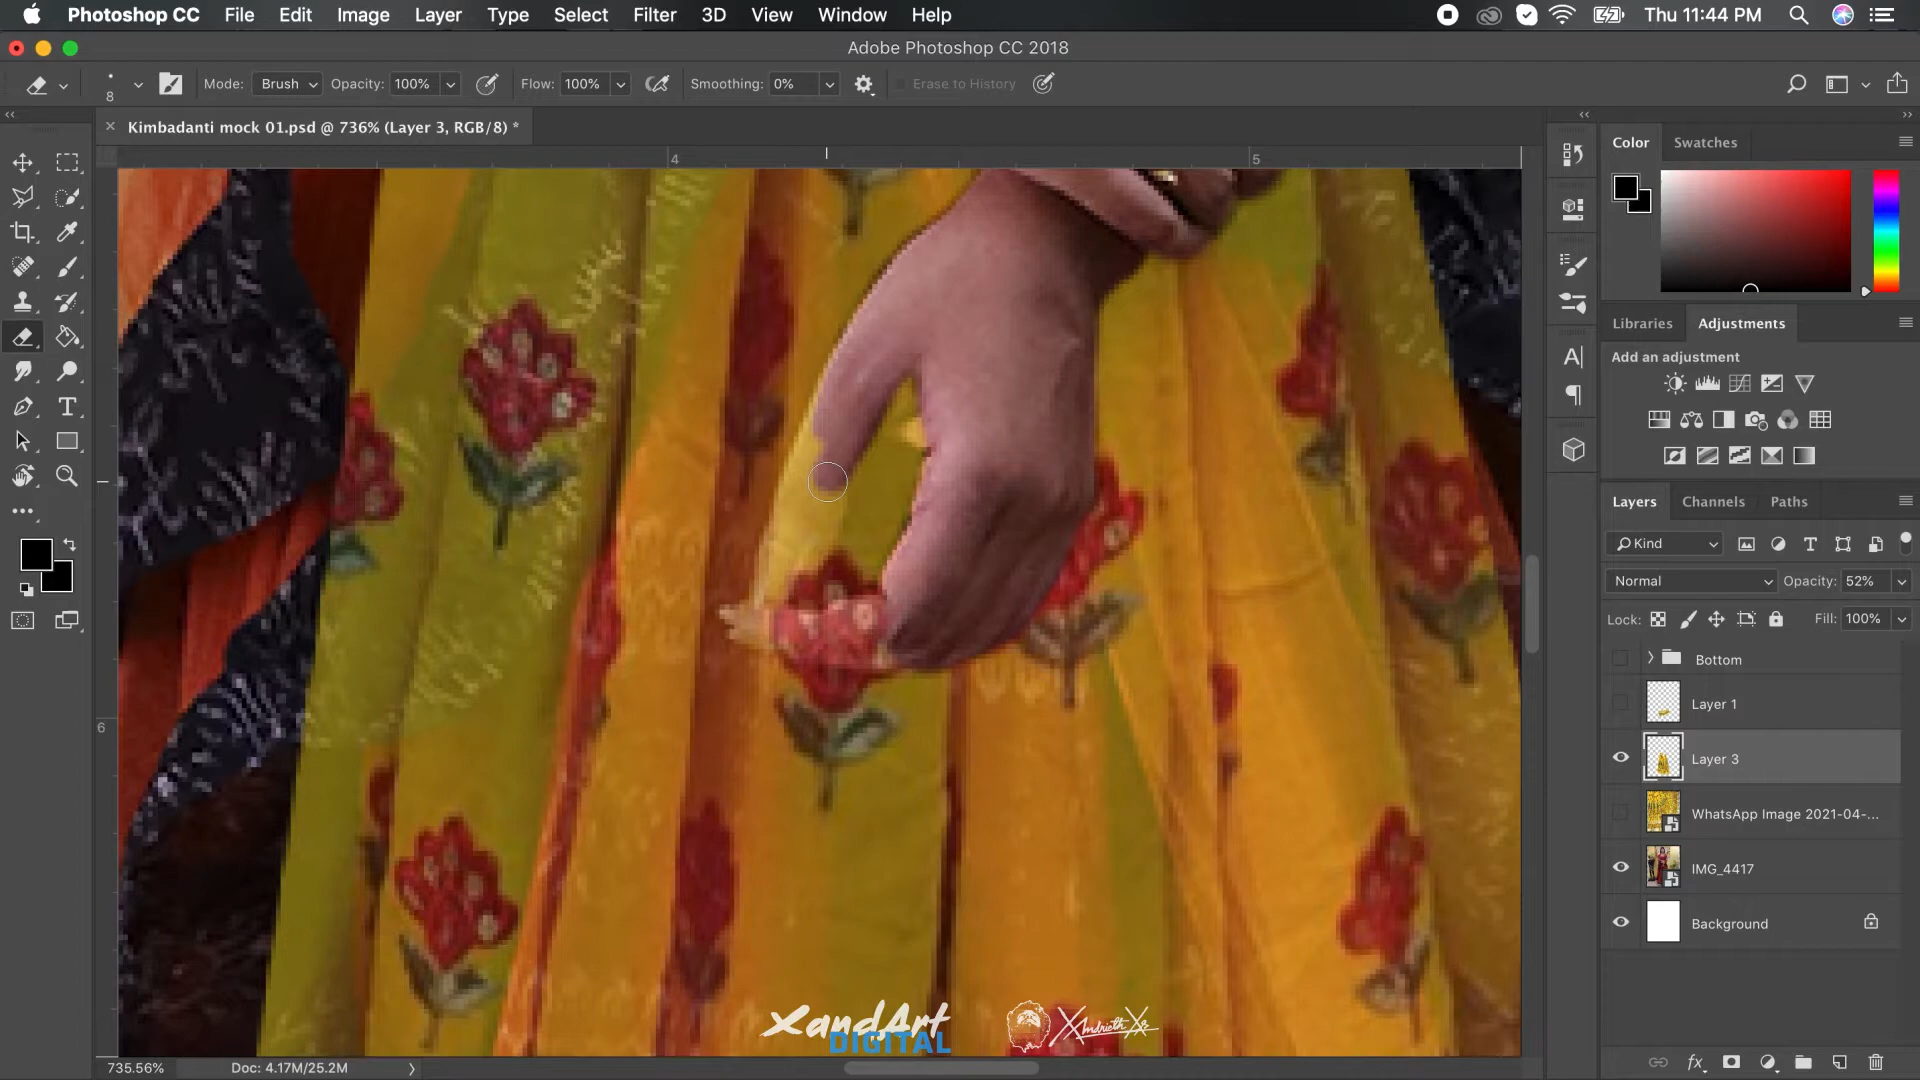 Photoshop CC File Edit Image Layer Type Select Filter 3D View Window Help Thu 11:44 PM
Adobe Photoshop CC 2018
8 Mode: Brush Opacity: 100% Flow: 100% Smoothing: 0% Erase to History
× Kimbadanti mock 01.psd @ 736% (Layer 3, RGB/8) *
4 5
6
Color Swatches
Libraries Adjustments
Add an adjustment
Layers Channels Paths
Kind
Normal Opacity: 52%
Lock: Fill: 100%
Bottom
Layer 1
Layer 3
WhatsApp Image 2021-04-...
IMG_4417
Background
XandArt
DIGITAL
735.56% Doc: 4.17M/25.2M